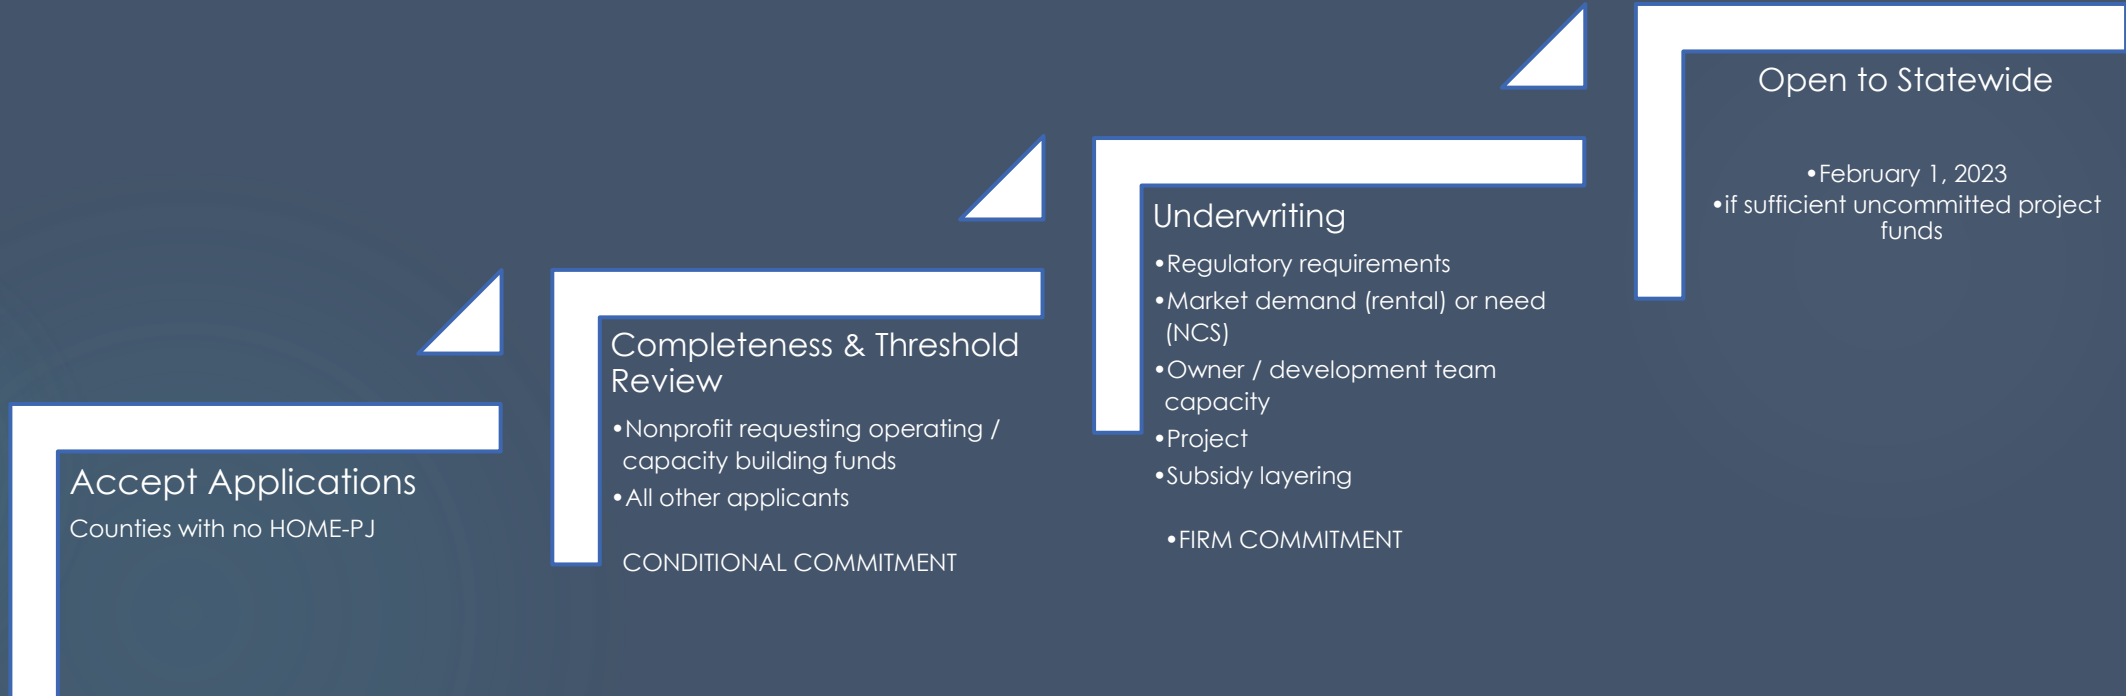 Accept Applications
Counties with no HOME-PJ
Completeness & Threshold
Review
•Nonprofit requesting operating /
capacity building funds
•All other applicants
CONDITIONAL COMMITMENT
Underwriting
•Regulatory requirements
•Market demand (rental) or need
(NCS)
•Owner / development team
capacity
•Project
•Subsidy layering
•FIRM COMMITMENT
Open to Statewide
•February 1, 2023
•if sufficient uncommitted project
funds